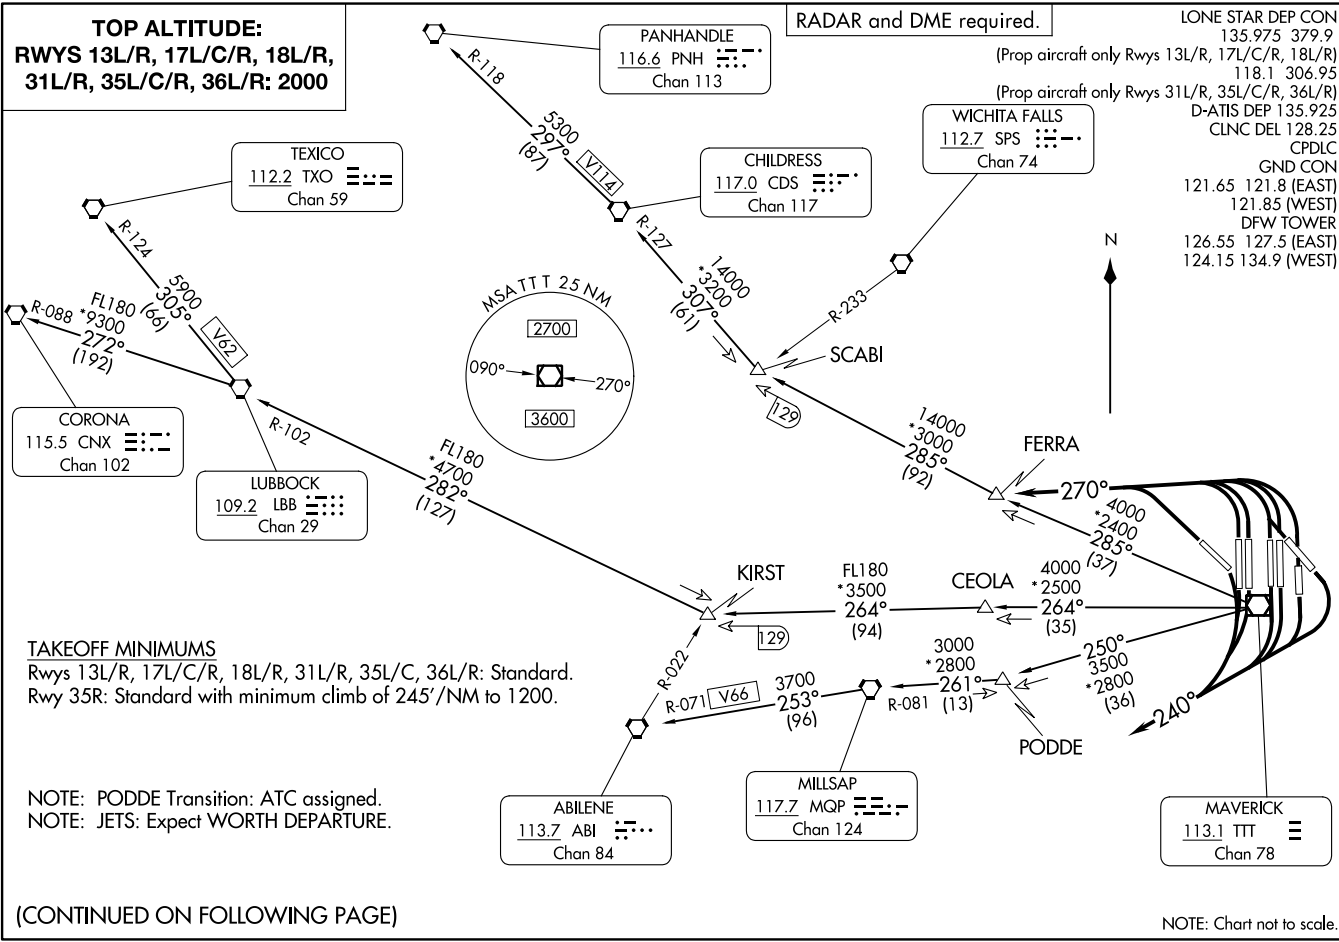 TOP ALTITUDE:
RWYS 13L/R, 17L/C/R, 18L/R,
31L/R, 35L/C/R, 36L/R: 2000
RADAR and DME required.
LONE STAR DEP CON
135.975 379.9
(Prop aircraft only Rwys 13L/R, 17L/C/R, 18L/R)
118.1 306.95
(Prop aircraft only Rwys 31L/R, 35L/C/R, 36L/R)
D-ATIS DEP 135.925
CLNC DEL 128.25
CPDLC
GND CON
121.65 121.8 (EAST)
121.85 (WEST)
DFW TOWER
126.55 127.5 (EAST)
124.15 134.9 (WEST)
PANHANDLE
116.6 PNH
Chan 113
WICHITA FALLS
112.7 SPS
Chan 74
TEXICO
112.2 TXO
Chan 59
CHILDRESS
117.0 CDS
Chan 117
R-118
5300
297°
(87)
V114
R-127
14000
*3200
307°
(61)
R-233
SCABI
129
N
R-124
5900
305°
(66)
V62
R-088
FL180
*9300
272°
(192)
MSA TTT 25 NM
2700
090°
270°
3600
CORONA
115.5 CNX
Chan 102
LUBBOCK
109.2 LBB
Chan 29
R-102
FL180
*4700
282°
(127)
14000
*3000
285°
(92)
FERRA
270°
4000
*2400
285°
(37)
KIRST
FL180
*3500
264°
(94)
CEOLA
4000
*2500
264°
(35)
129
R-022
R-071
V66
3700
253°
(96)
R-081
3000
*2800
261°
(13)
250°
3500
*2800
(36)
240°
PODDE
TAKEOFF MINIMUMS
Rwys 13L/R, 17L/C/R, 18L/R, 31L/R, 35L/C, 36L/R: Standard.
Rwy 35R: Standard with minimum climb of 245'/NM to 1200.
NOTE: PODDE Transition: ATC assigned.
NOTE: JETS: Expect WORTH DEPARTURE.
ABILENE
113.7 ABI
Chan 84
MILLSAP
117.7 MQP
Chan 124
MAVERICK
113.1 TTT
Chan 78
(CONTINUED ON FOLLOWING PAGE)
NOTE: Chart not to scale.